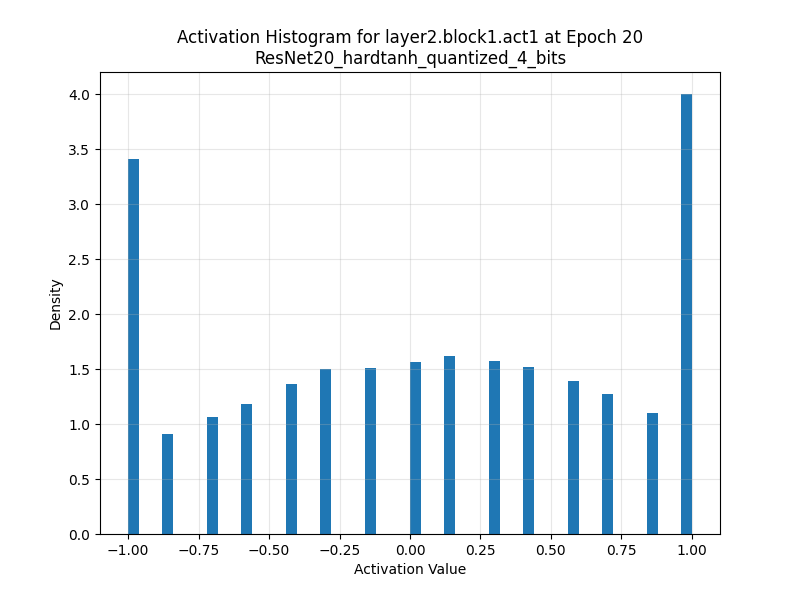 Activation Histogram for layer2.block1.act1 at Epoch 20
ResNet20_hardtanh_quantized_4_bits
4.0
3.5
3.0
2.5
2.0
1.5
1.0
0.5
0.0
Density
−1.00 −0.75 −0.50 −0.25 0.00 0.25 0.50 0.75 1.00
Activation Value